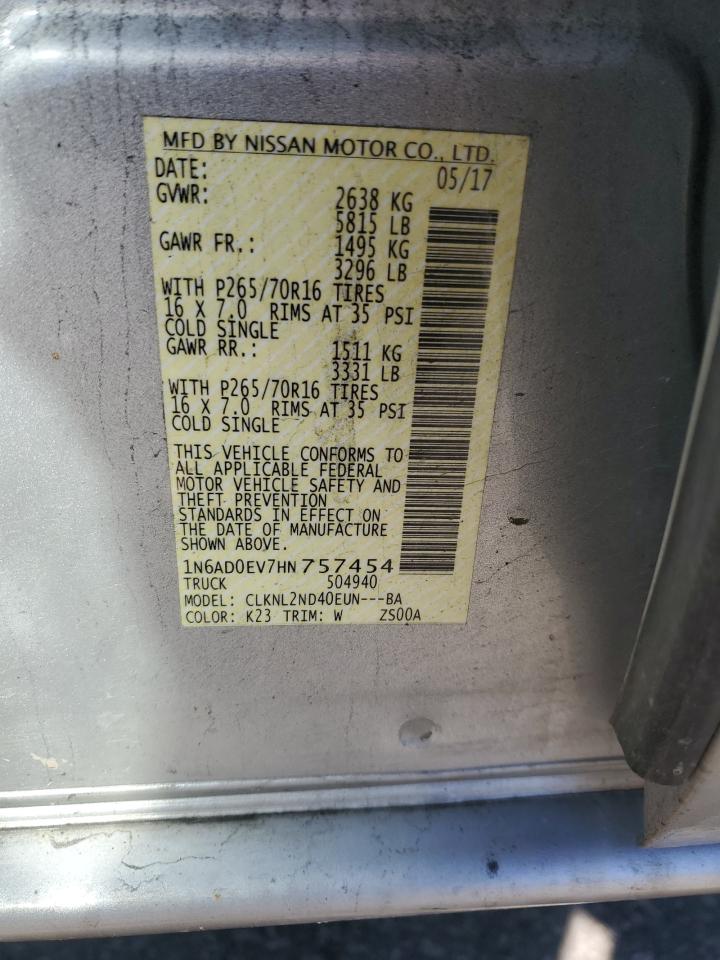 MFD BY NISSAN MOTOR CO., LTD.
DATE: 05/17
GVWR: 2638 KG
5815 LB
GAWR FR.: 1495 KG
3296 LB
WITH P265/70R16 TIRES
16 X 7.0 RIMS AT 35 PSI
COLD SINGLE
GAWR RR.: 1511 KG
3331 LB
WITH P265/70R16 TIRES
16 X 7.0 RIMS AT 35 PSI
COLD SINGLE
THIS VEHICLE CONFORMS TO
ALL APPLICABLE FEDERAL
MOTOR VEHICLE SAFETY AND
THEFT PREVENTION
STANDARDS IN EFFECT ON
THE DATE OF MANUFACTURE
SHOWN ABOVE.
1N6AD0EV7HN757454
TRUCK 504940
MODEL: CLKNL2ND40EUN---BA
COLOR: K23 TRIM: W ZS00A